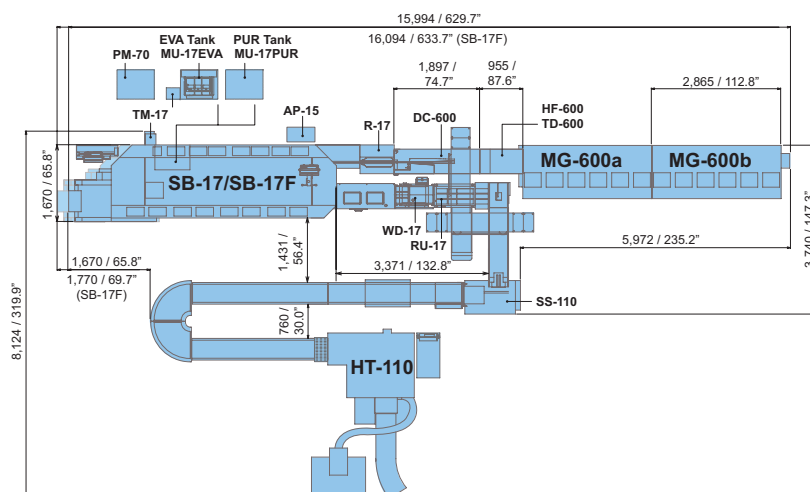 15,994 / 629.7"
16,094 / 633.7" (SB-17F)
EVA Tank
MU-17EVA
PUR Tank
MU-17PUR
PM-70
TM-17
AP-15
1,897 /
74.7"
955 /
87.6"
2,865 / 112.8"
R-17
DC-600
HF-600
TD-600
MG-600a
MG-600b
SB-17/SB-17F
1,670 / 65.8"
WD-17
RU-17
1,431 /
56.4"
3,371 / 132.8"
5,972 / 235.2"
3,740 / 147.3"
1,670 / 65.8"
1,770 / 69.7"
(SB-17F)
SS-110
8,124 / 319.9"
760 /
30.0"
HT-110